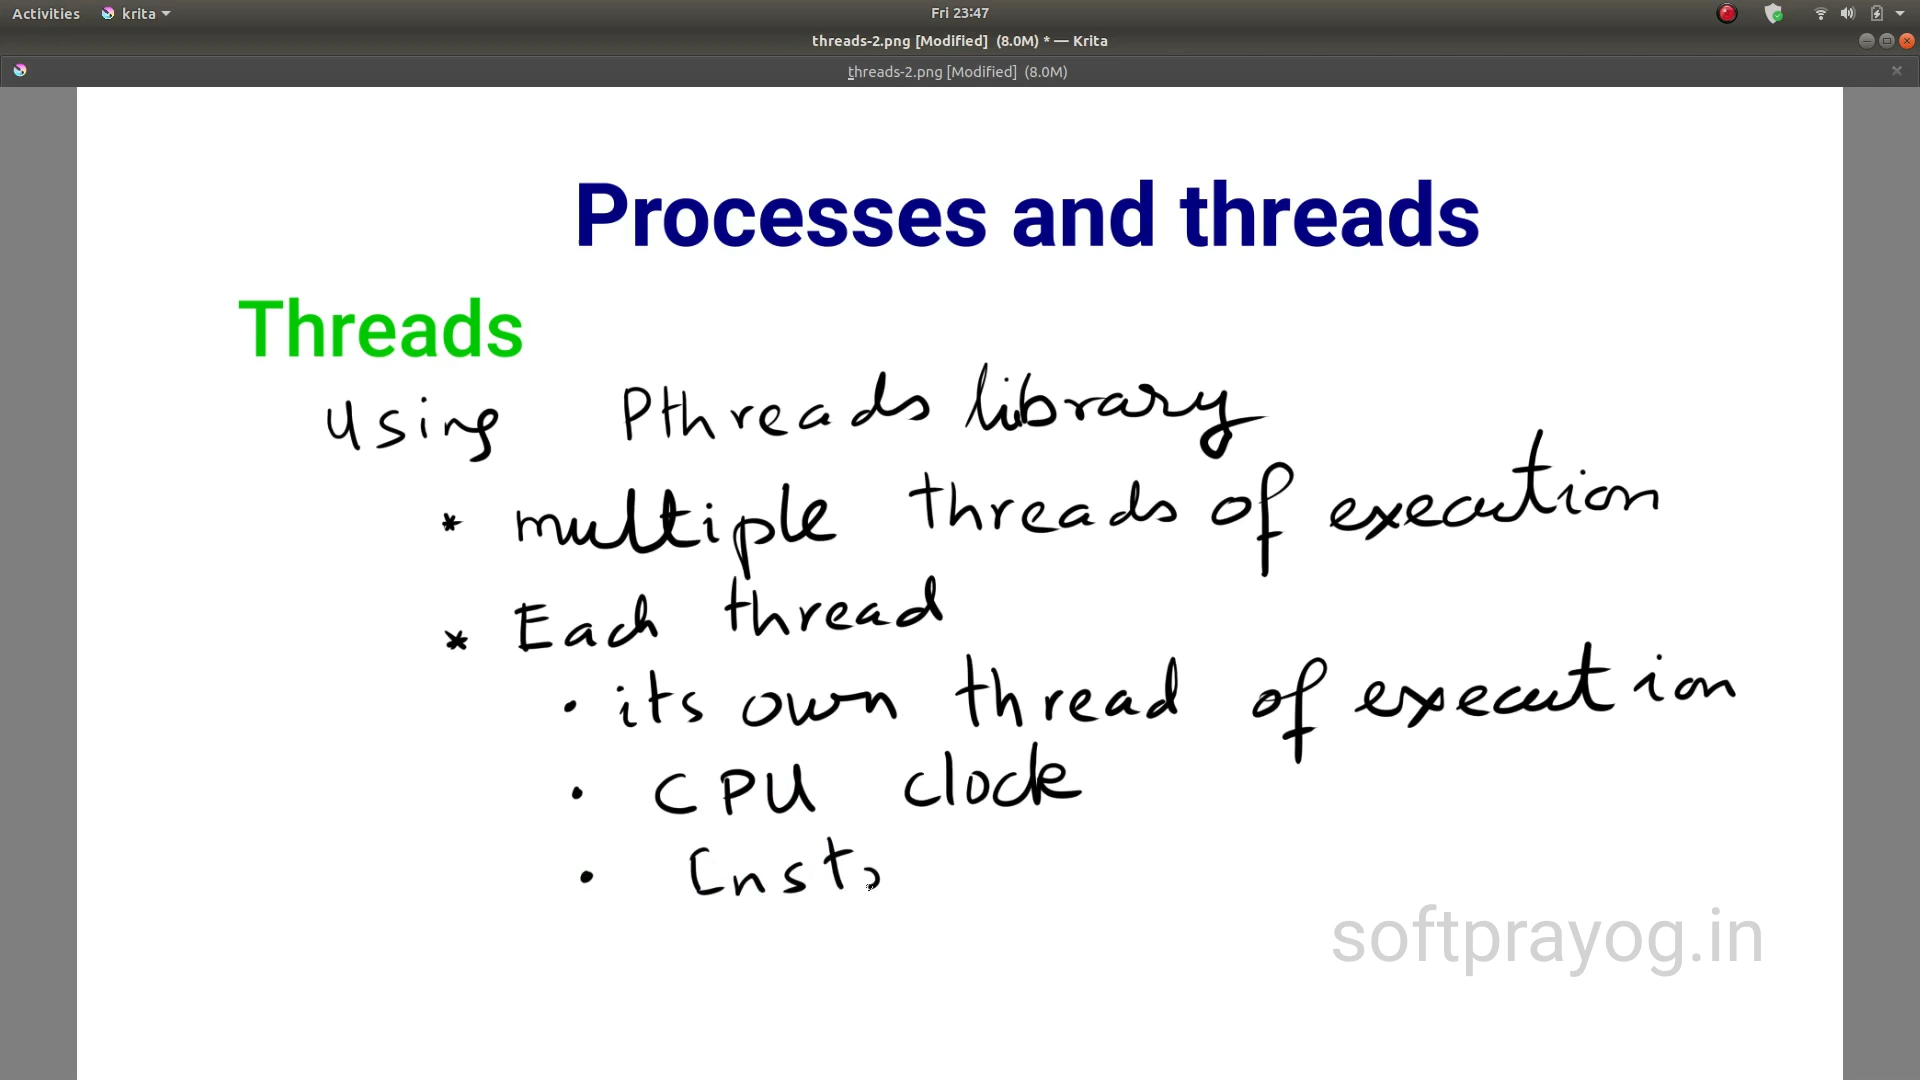 Activities krita Fri 23:47
threads-2.png [Modified] (8.0M) * — Krita
threads-2.png [Modified] (8.0M)
Processes and threads
Threads
Using Pthreads library
* multiple threads of execution
* Each thread
• its own thread of execution
• CPU clock
• Inst
softprayog.in